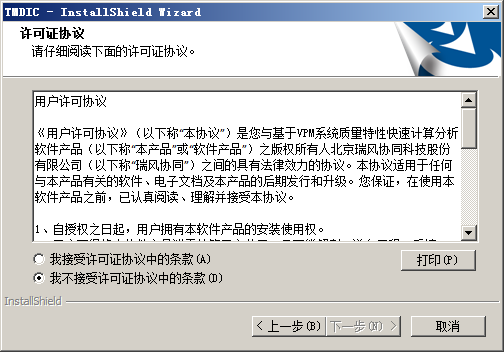 TMDIC - InstallShield Wizard
许可证协议
请仔细阅读下面的许可证协议。
用户许可协议
《用户许可协议》（以下称"本协议"）是您与基于VPM系统质量特性快速计算分析
软件产品（以下称"本产品"或"软件产品"）之版权所有人北京瑞风协同科技股份
有限公司（以下称"瑞风协同"）之间的具有法律效力的协议。本协议适用于任何
与本产品有关的软件、电子文档及本产品的后期发行和升级。您保证，在使用本
软件产品之前，已认真阅读、理解并接受本协议。
1、自授权之日起，用户拥有本软件产品的安装使用权。
我接受许可证协议中的条款(A)
打印(P)
我不接受许可证协议中的条款(D)
InstallShield
< 上一步(B)
下一步(N) >
取消